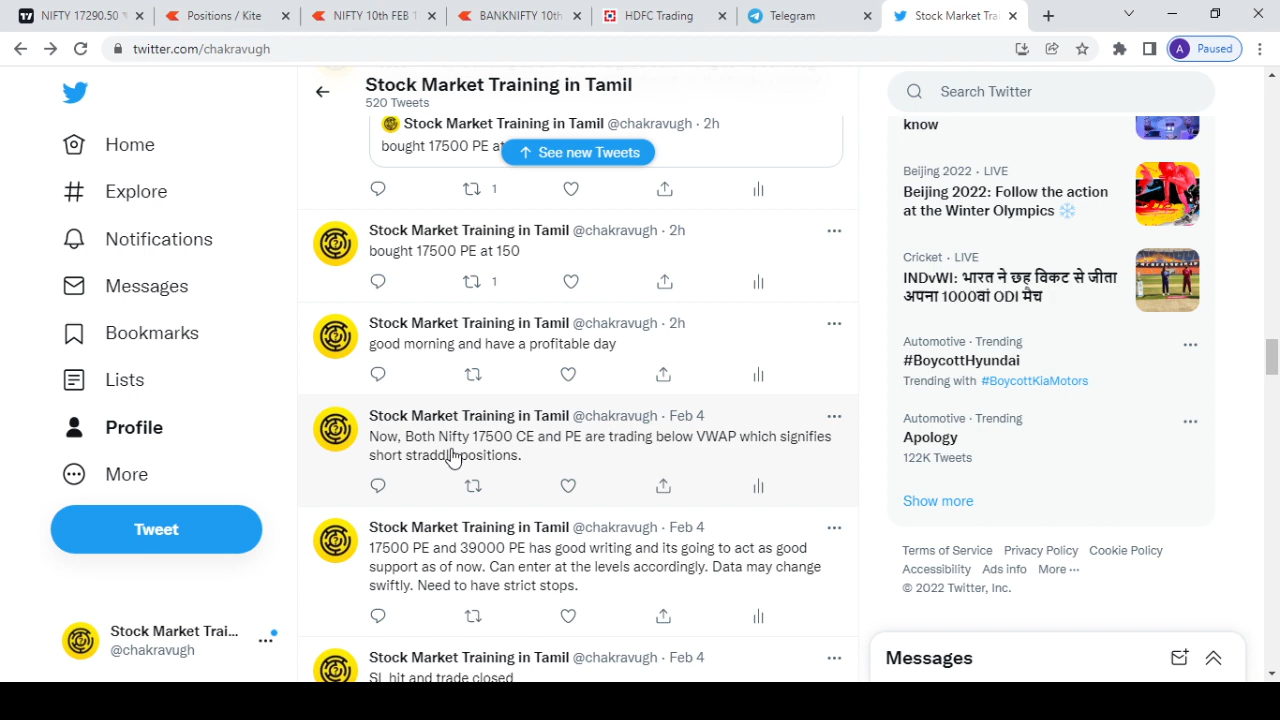 NIFTY 17290.50
Positions / Kite
NIFTY 10th FEB
BANKNIFTY 10th
HDFC Trading
Telegram
Stock Market Tra
twitter.com/chakravugh
A Paused
Stock Market Training in Tamil
520 Tweets
Search Twitter
Home
Explore
Notifications
Messages
Bookmarks
Lists
Profile
More
Tweet
Stock Market Trai...
@chakravugh
Stock Market Training in Tamil @chakravugh · 2h
bought 17500 PE at
↑ See new Tweets
1
Stock Market Training in Tamil @chakravugh · 2h
bought 17500 PE at 150
1
Stock Market Training in Tamil @chakravugh · 2h
good morning and have a profitable day
Stock Market Training in Tamil @chakravugh · Feb 4
Now, Both Nifty 17500 CE and PE are trading below VWAP which signifies
short straddle positions.
Stock Market Training in Tamil @chakravugh · Feb 4
17500 PE and 39000 PE has good writing and its going to act as good
support as of now. Can enter at the levels accordingly. Data may change
swiftly. Need to have strict stops.
Stock Market Training in Tamil @chakravugh · Feb 4
SL hit and trade closed
know
Beijing 2022 · LIVE
Beijing 2022: Follow the action
at the Winter Olympics
Cricket · LIVE
INDvWI: भारत ने छह विकट से जीता
अपना 1000वां ODI मैच
Automotive · Trending
#BoycottHyundai
Trending with #BoycottKiaMotors
Automotive · Trending
Apology
122K Tweets
Show more
Terms of Service Privacy Policy Cookie Policy
Accessibility Ads info More ···
© 2022 Twitter, Inc.
Messages